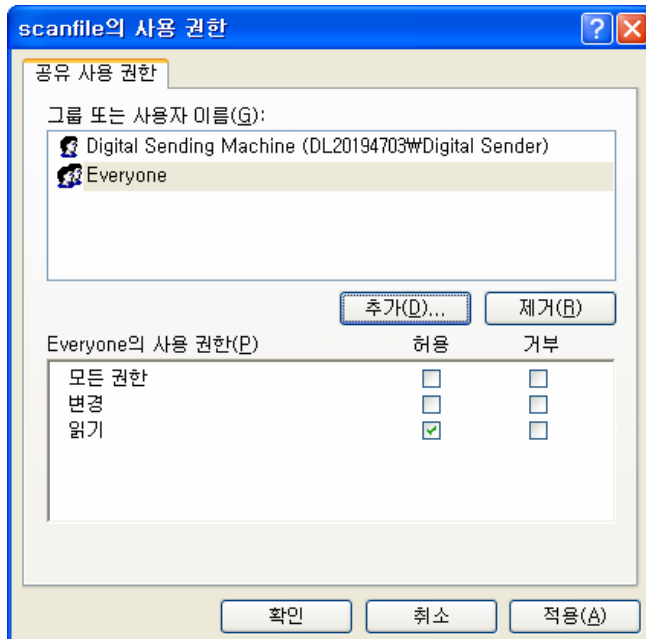 scanfile의 사용 권한
공유 사용 권한
그룹 또는 사용자 이름(G):
Digital Sending Machine (DL20194703₩Digital Sender)
Everyone
추가(D)... 제거(R)
Everyone의 사용 권한(P) 허용 거부
모든 권한
변경
읽기
확인 취소 적용(A)